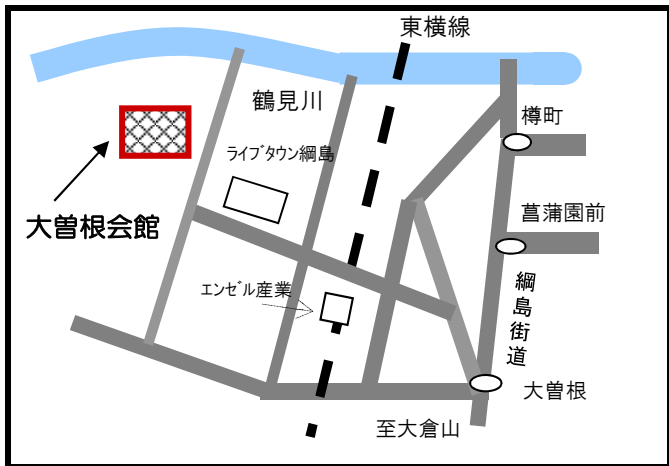 東横線
鶴見川
樽町
ライブタウン綱島
大曽根会館
菖蒲園前
エンゼル産業
綱島街道
大曽根
至大倉山